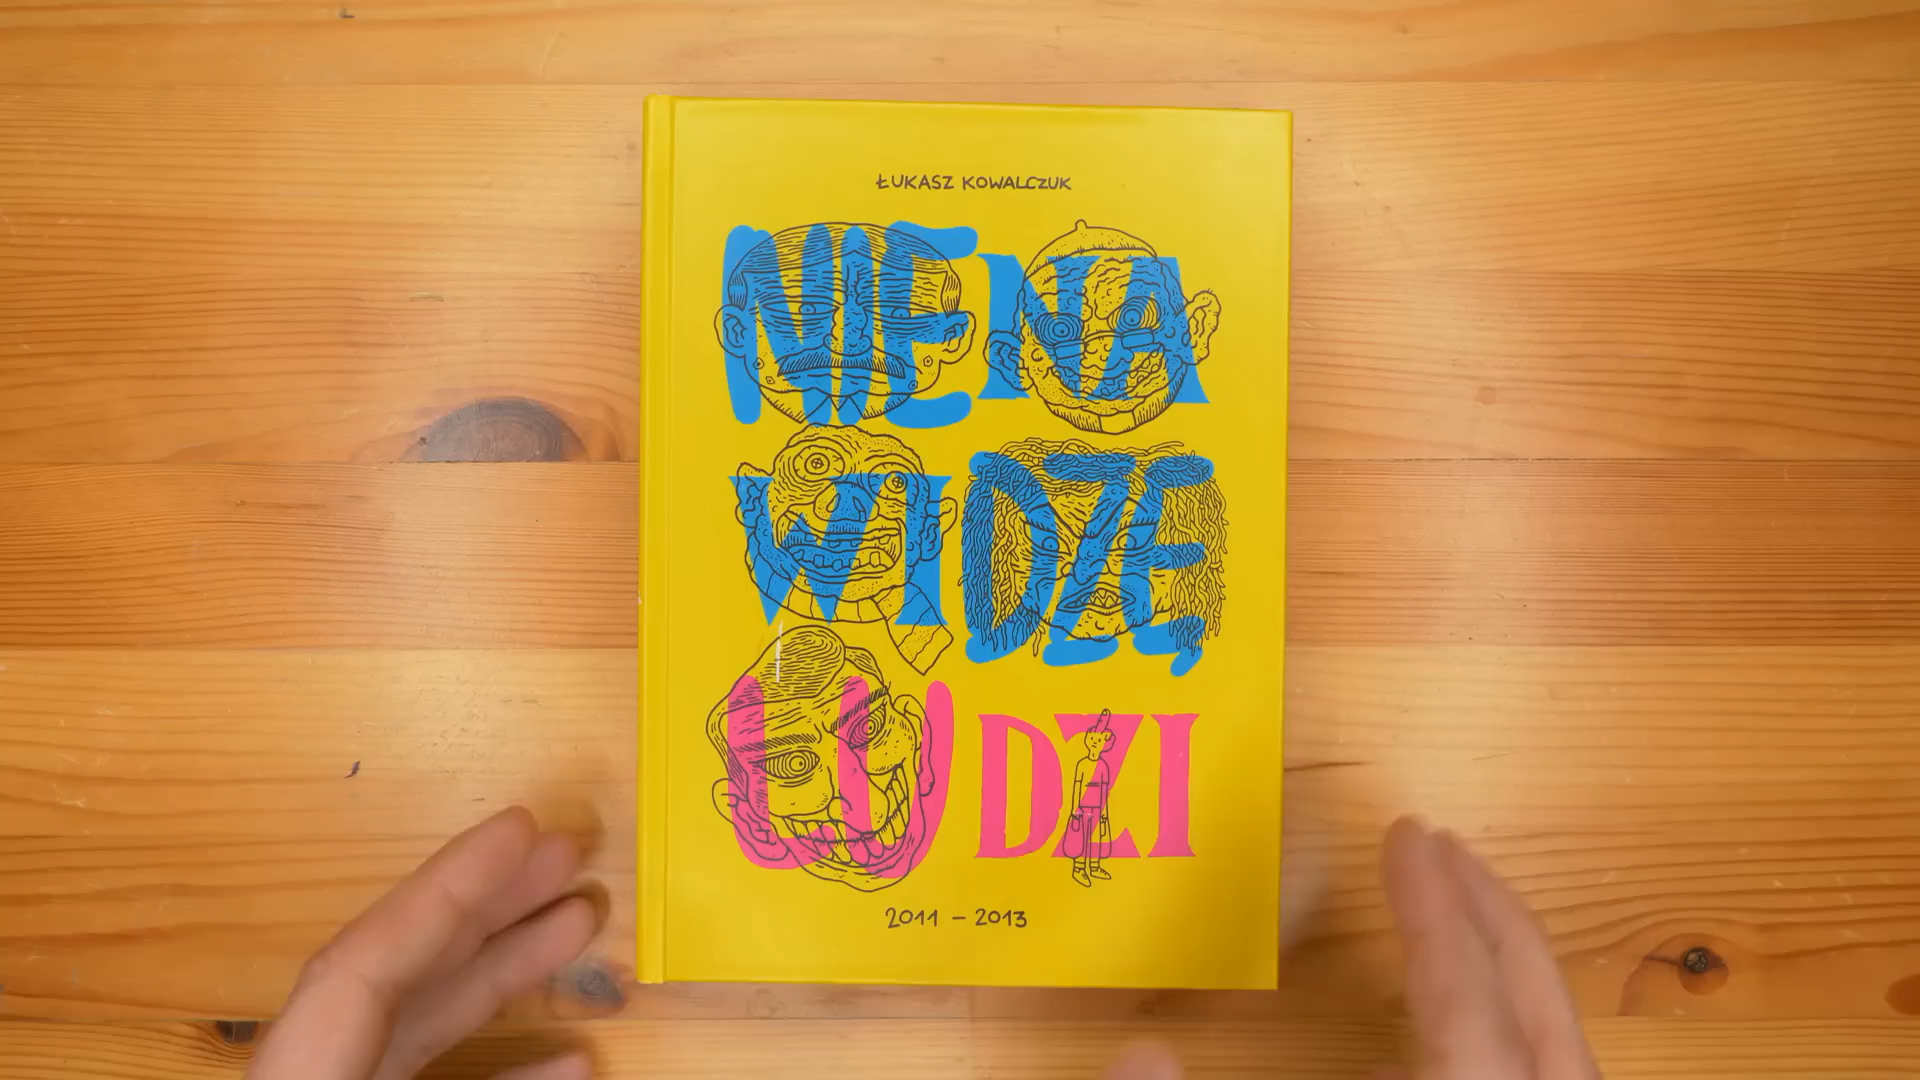 ŁUKASZ KOWALCZUK
NIENA
WIDZĘ
LUDZI
2011 – 2013